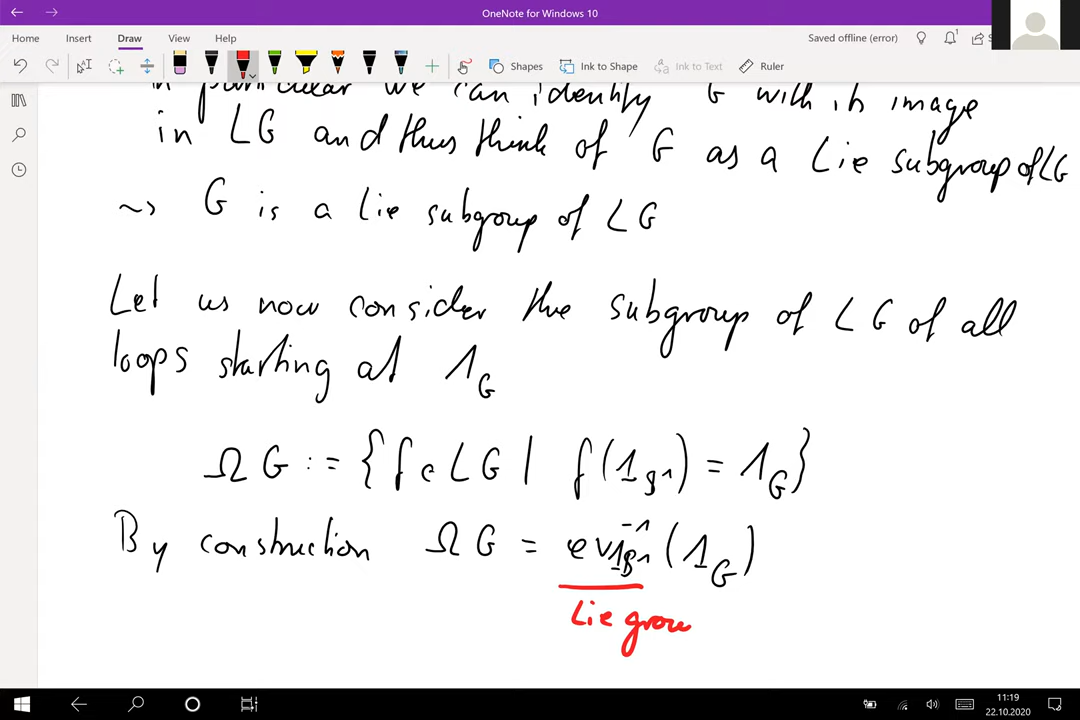 OneNote for Windows 10
Home Insert Draw View Help
Saved offline (error)
Shapes Ink to Shape Ink to Text Ruler
In particular we can identify G with its image
in LG and thus think of G as a Lie subgroup of LG
~> G is a Lie subgroup of LG
Let us now consider the subgroup of LG of all
loops starting at 1_G
ΩG := {f ∈ LG | f(1_{S^1}) = 1_G}
By construction ΩG = ev_{1_{S^1}}^{-1}(1_G)
Lie grou
11:19
22.10.2020